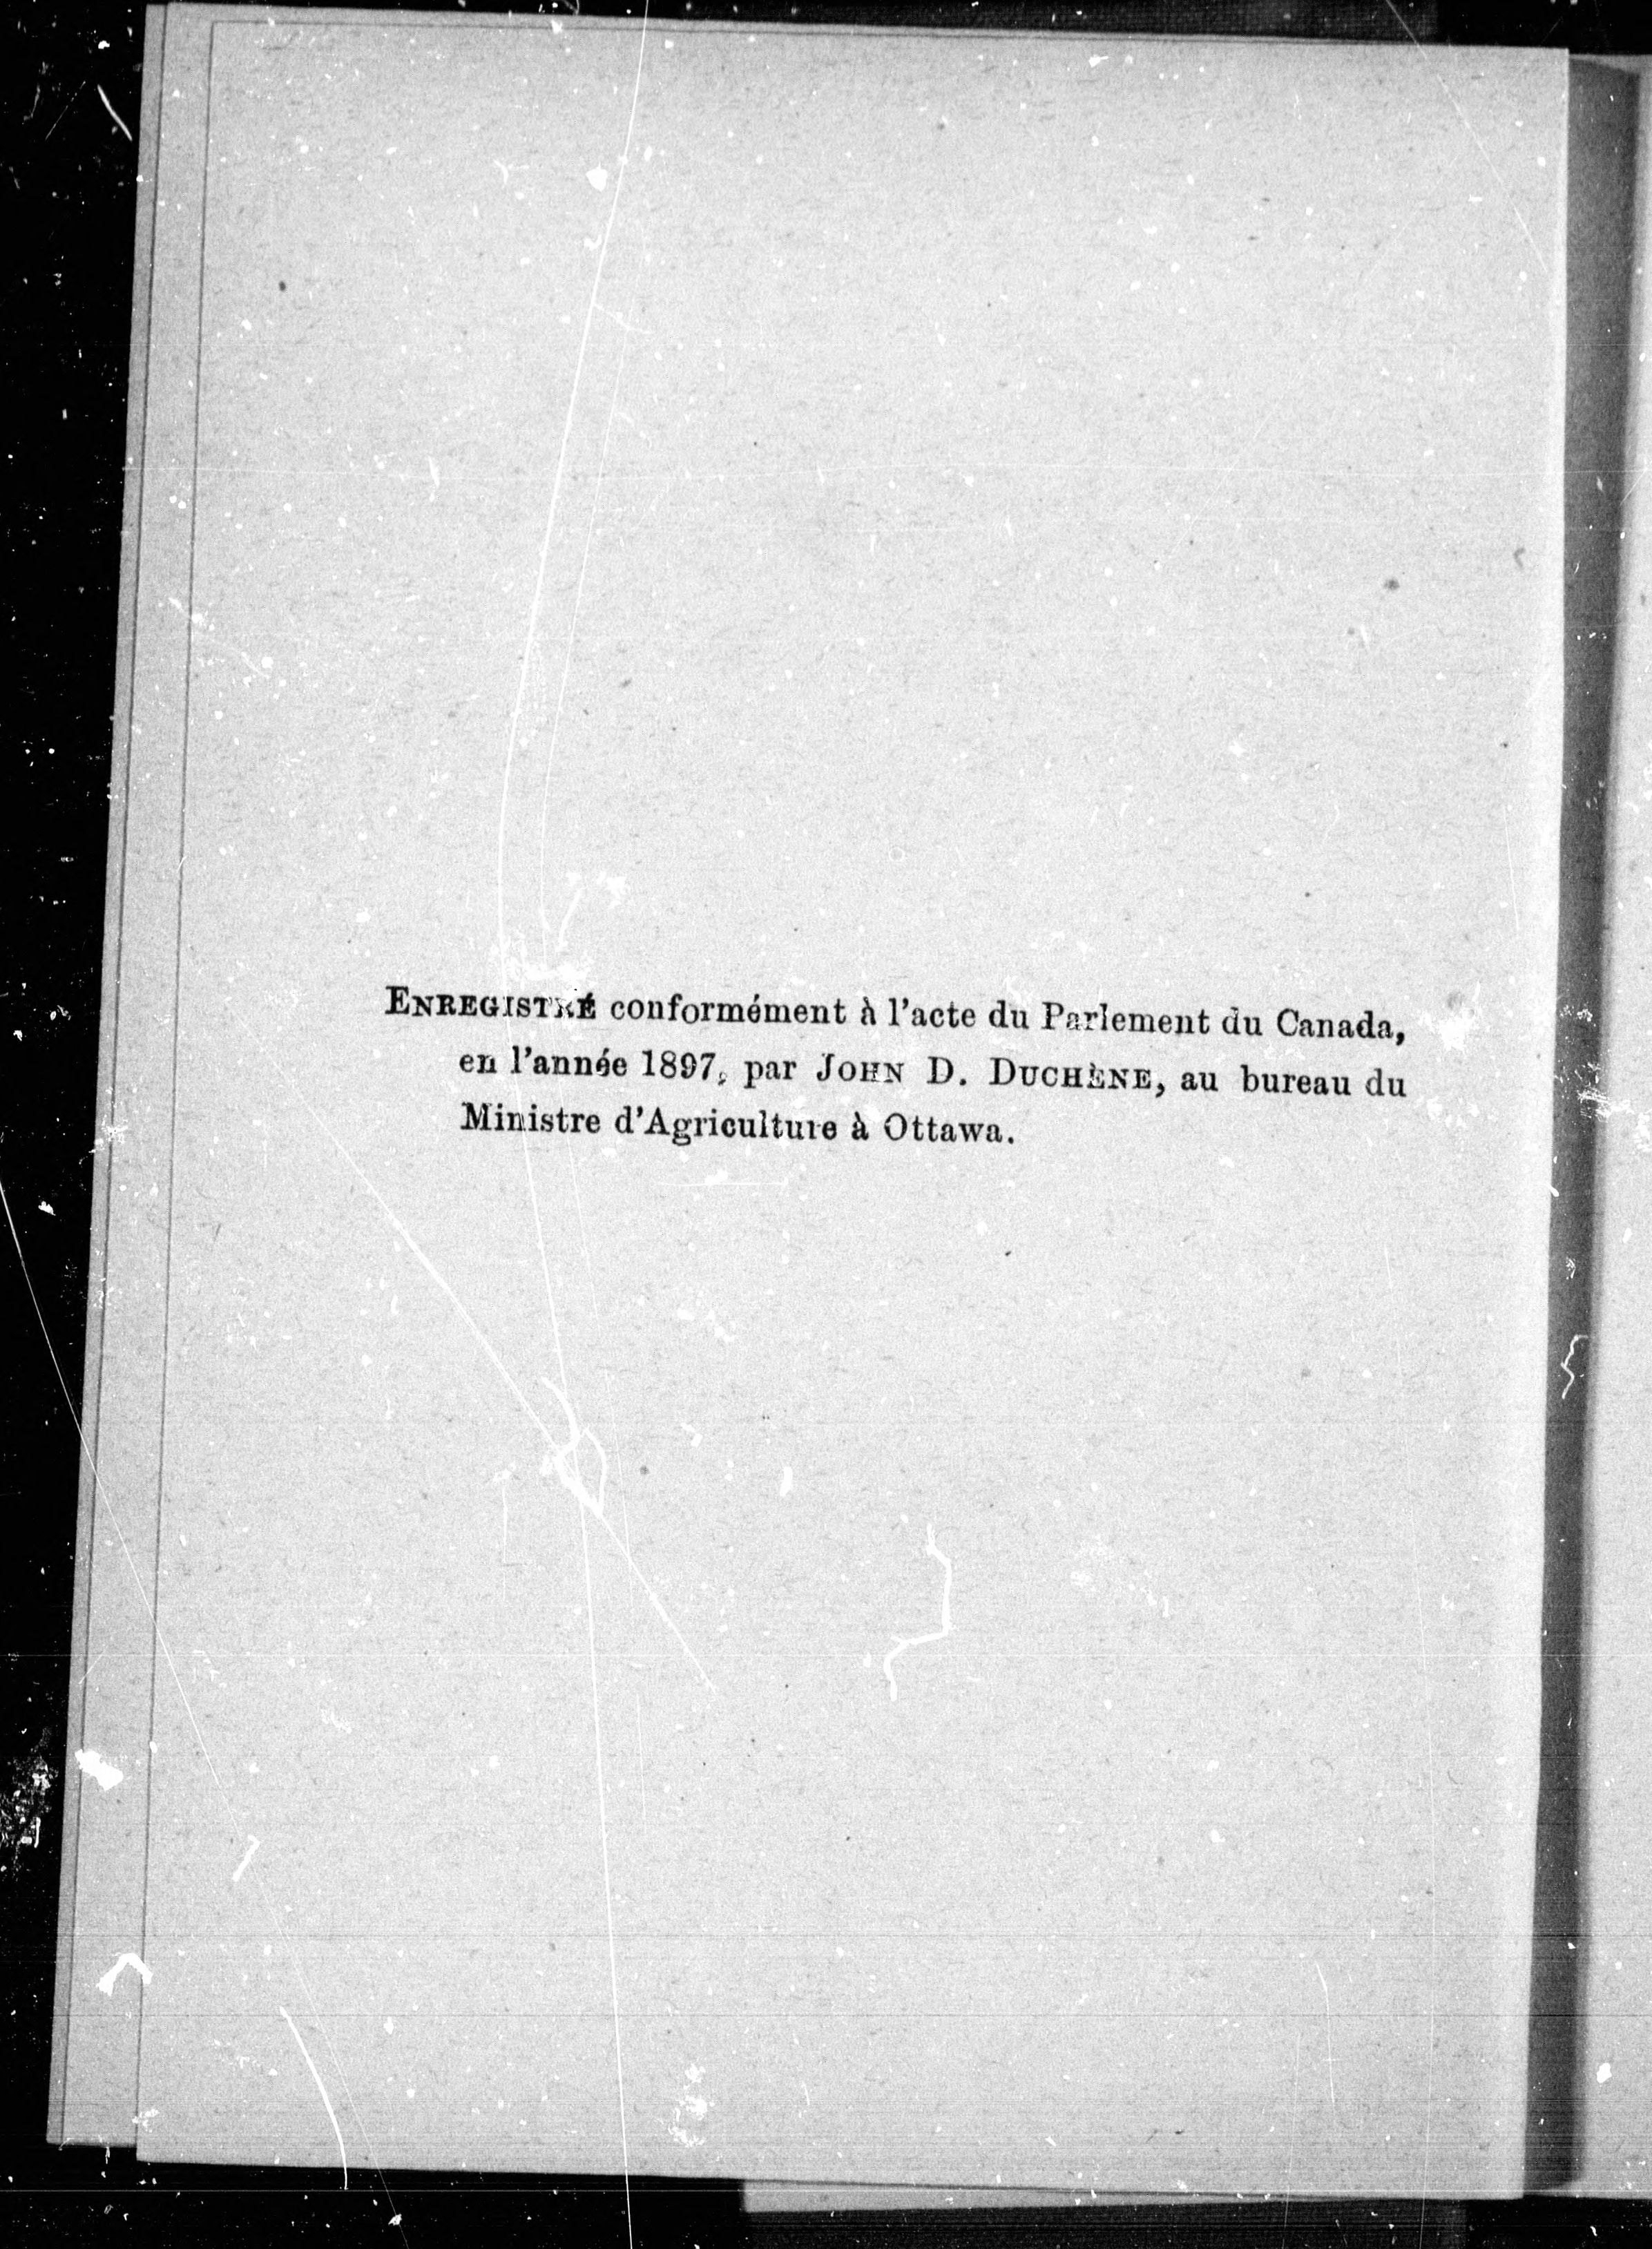 ENREGISTRÉ conformément à l'acte du Parlement du Canada,
en l'année 1897, par JOHN D. DUCHÈNE, au bureau du
Ministre d'Agriculture à Ottawa.